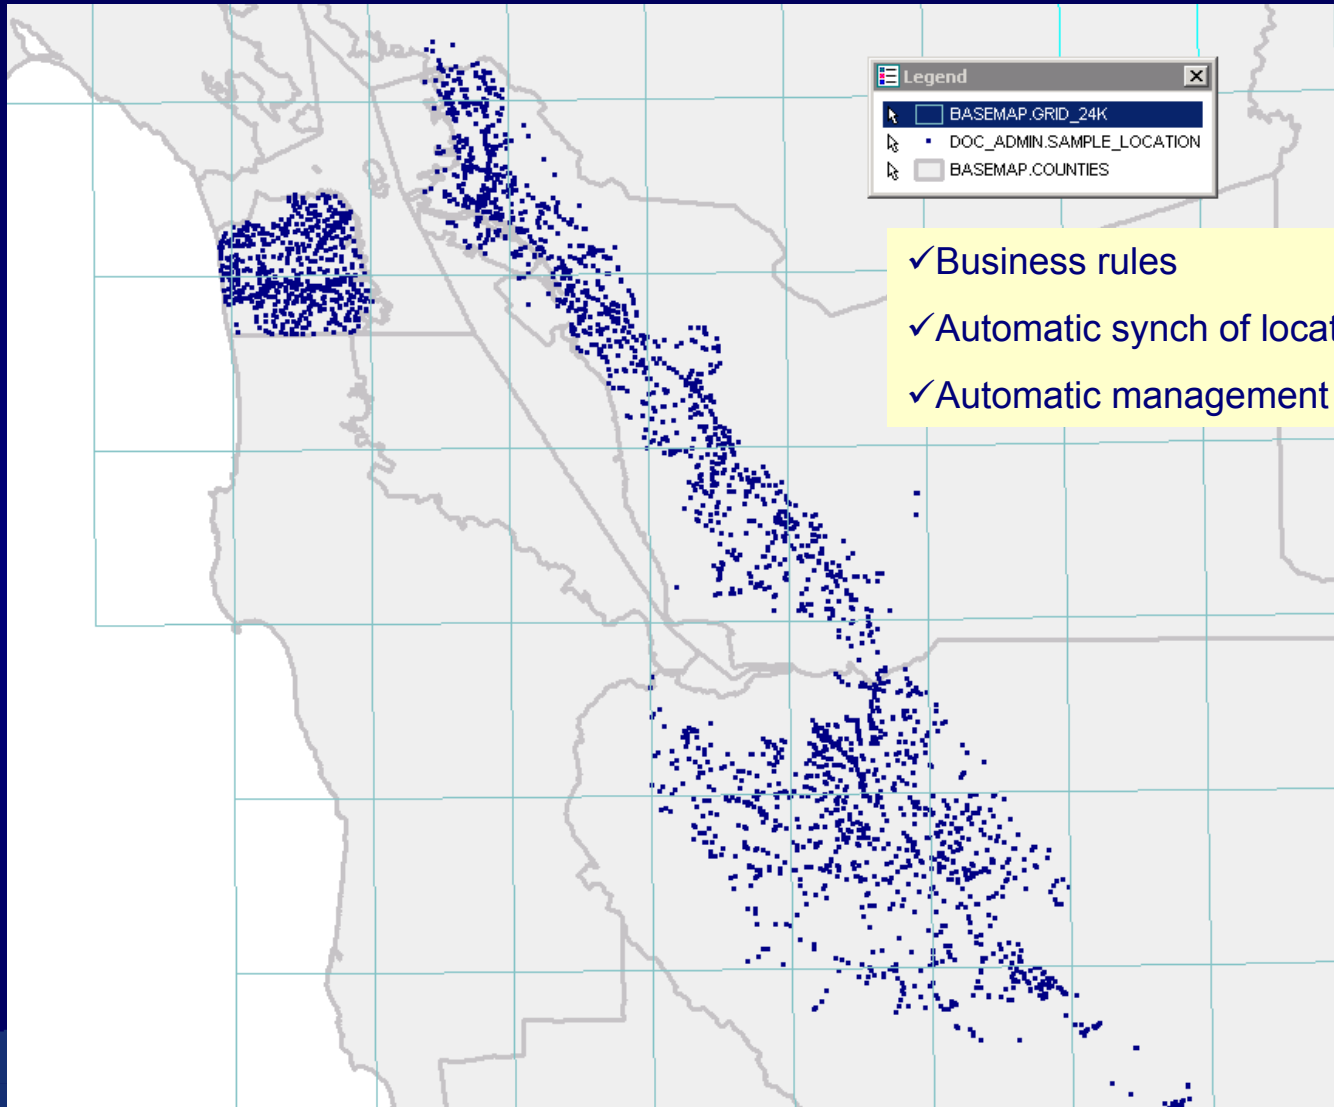 Legend
BASEMAP.GRID_24K
DOC_ADMIN.SAMPLE_LOCATION
BASEMAP.COUNTIES
✓Business rules
✓Automatic synch of locat
✓Automatic management